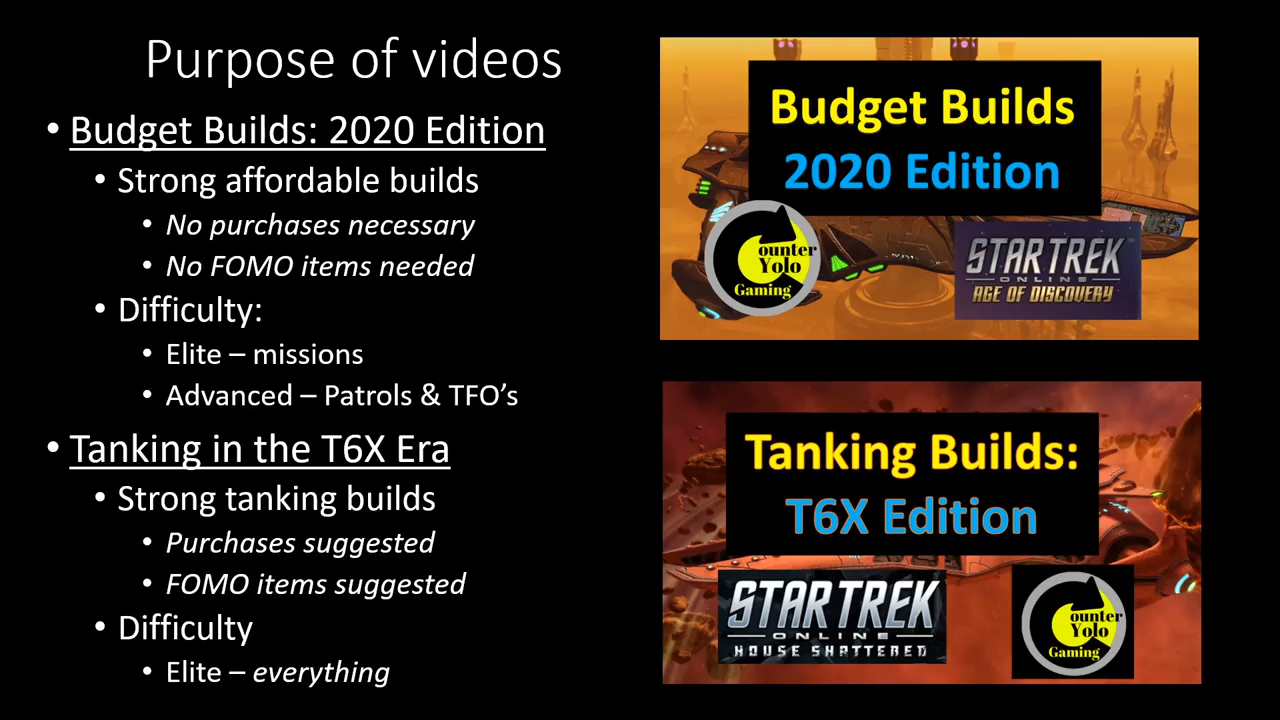 Purpose of videos
• Budget Builds: 2020 Edition
• Strong affordable builds
• No purchases necessary
• No FOMO items needed
• Difficulty:
• Elite – missions
• Advanced – Patrols & TFO's
• Tanking in the T6X Era
• Strong tanking builds
• Purchases suggested
• FOMO items suggested
• Difficulty
• Elite – everything
Budget Builds
2020 Edition
ounter
Yolo
Gaming
STAR TREK
ONLINE
AGE OF DISCOVERY
Tanking Builds:
T6X Edition
STAR TREK
ONLINE
HOUSE SHATTERED
ounter
Yolo
Gaming